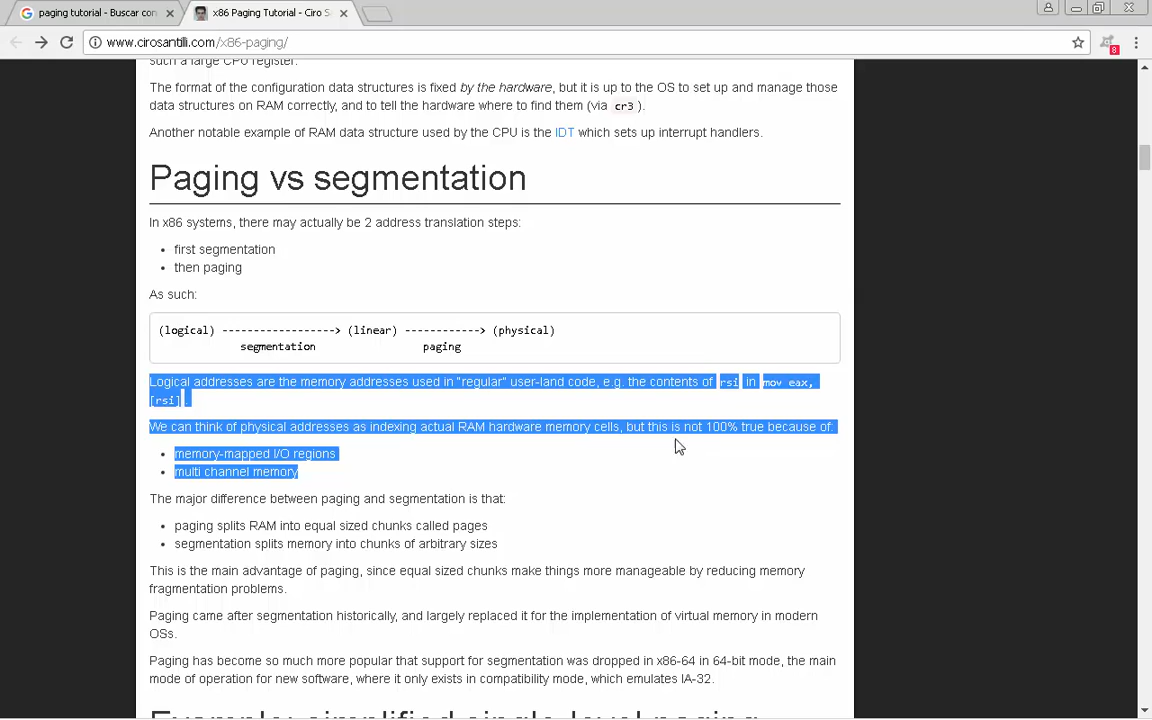 paging tutorial - Buscar con
x86 Paging Tutorial - Ciro S
www.cirosantilli.com/x86-paging/
8
such a large CPU register.
The format of the configuration data structures is fixed by the hardware, but it is up to the OS to set up and manage those
data structures on RAM correctly, and to tell the hardware where to find them (via cr3 ).
Another notable example of RAM data structure used by the CPU is the IDT which sets up interrupt handlers.
Paging vs segmentation
In x86 systems, there may actually be 2 address translation steps:
• first segmentation
• then paging
As such:
(logical) ------------------> (linear) ------------> (physical)
segmentation paging
Logical addresses are the memory addresses used in "regular" user-land code, e.g. the contents of rsi in mov eax,
[rsi] .
We can think of physical addresses as indexing actual RAM hardware memory cells, but this is not 100% true because of:
• memory-mapped I/O regions
• multi channel memory
The major difference between paging and segmentation is that:
• paging splits RAM into equal sized chunks called pages
• segmentation splits memory into chunks of arbitrary sizes
This is the main advantage of paging, since equal sized chunks make things more manageable by reducing memory
fragmentation problems.
Paging came after segmentation historically, and largely replaced it for the implementation of virtual memory in modern
OSs.
Paging has become so much more popular that support for segmentation was dropped in x86-64 in 64-bit mode, the main
mode of operation for new software, where it only exists in compatibility mode, which emulates IA-32.
Example: simplified single-level paging